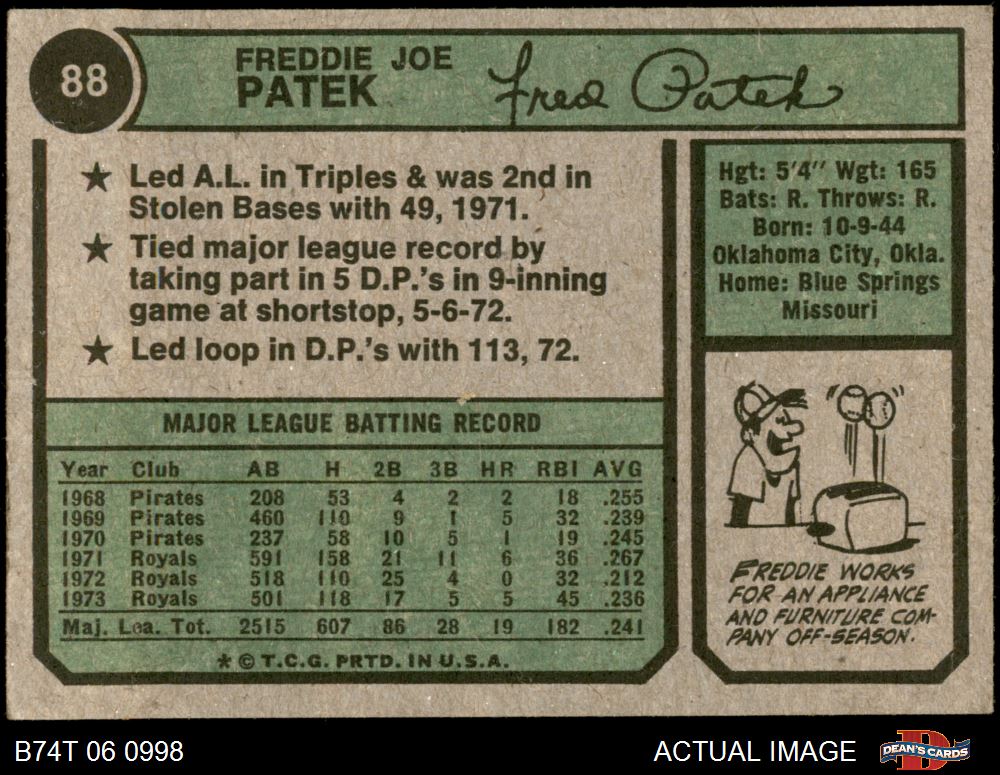 88
FREDDIE JOE
PATEK
Fred Patek
★ Led A.L. in Triples & was 2nd in
Stolen Bases with 49, 1971.
★ Tied major league record by
taking part in 5 D.P.'s in 9-inning
game at shortstop, 5-6-72.
★ Led loop in D.P.'s with 113, 72.
Hgt: 5'4" Wgt: 165
Bats: R. Throws: R.
Born: 10-9-44
Oklahoma City, Okla.
Home: Blue Springs
Missouri
MAJOR LEAGUE BATTING RECORD
Year Club AB H 2B 3B HR RBI AVG
1968 Pirates 208 53 4 2 2 18 .255
1969 Pirates 460 110 9 1 5 32 .239
1970 Pirates 237 58 10 5 1 19 .245
1971 Royals 591 158 21 11 6 36 .267
1972 Royals 518 110 25 4 0 32 .212
1973 Royals 501 118 17 5 5 45 .236
Maj. Lea. Tot. 2515 607 86 28 19 182 .241
* © T.C.G. PRTD. IN U.S.A.
FREDDIE WORKS
FOR AN APPLIANCE
AND FURNITURE COM-
PANY OFF-SEASON.
B74T 06 0998
ACTUAL IMAGE
DEAN'S CARDS